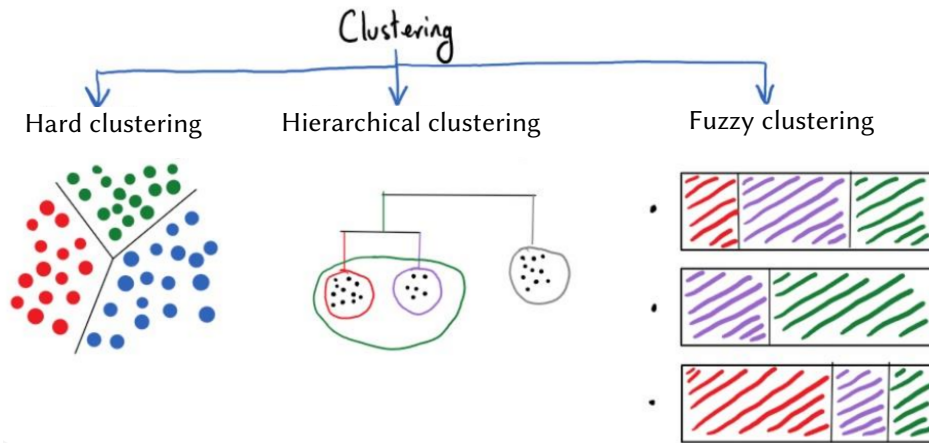 Clustering
Hard clustering
Hierarchical clustering
Fuzzy clustering